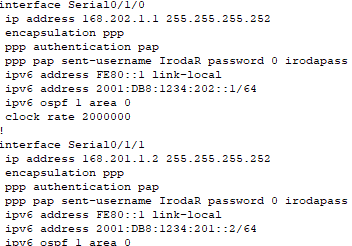 interface Serial0/1/0
ip address 168.202.1.1 255.255.255.252
encapsulation ppp
ppp authentication pap
ppp pap sent-username IrodaR password 0 irodapass
ipv6 address FE80::1 link-local
ipv6 address 2001:DB8:1234:202::1/64
ipv6 ospf 1 area 0
clock rate 2000000
!
interface Serial0/1/1
ip address 168.201.1.2 255.255.255.252
encapsulation ppp
ppp authentication pap
ppp pap sent-username IrodaR password 0 irodapass
ipv6 address FE80::1 link-local
ipv6 address 2001:DB8:1234:201::2/64
ipv6 ospf 1 area 0